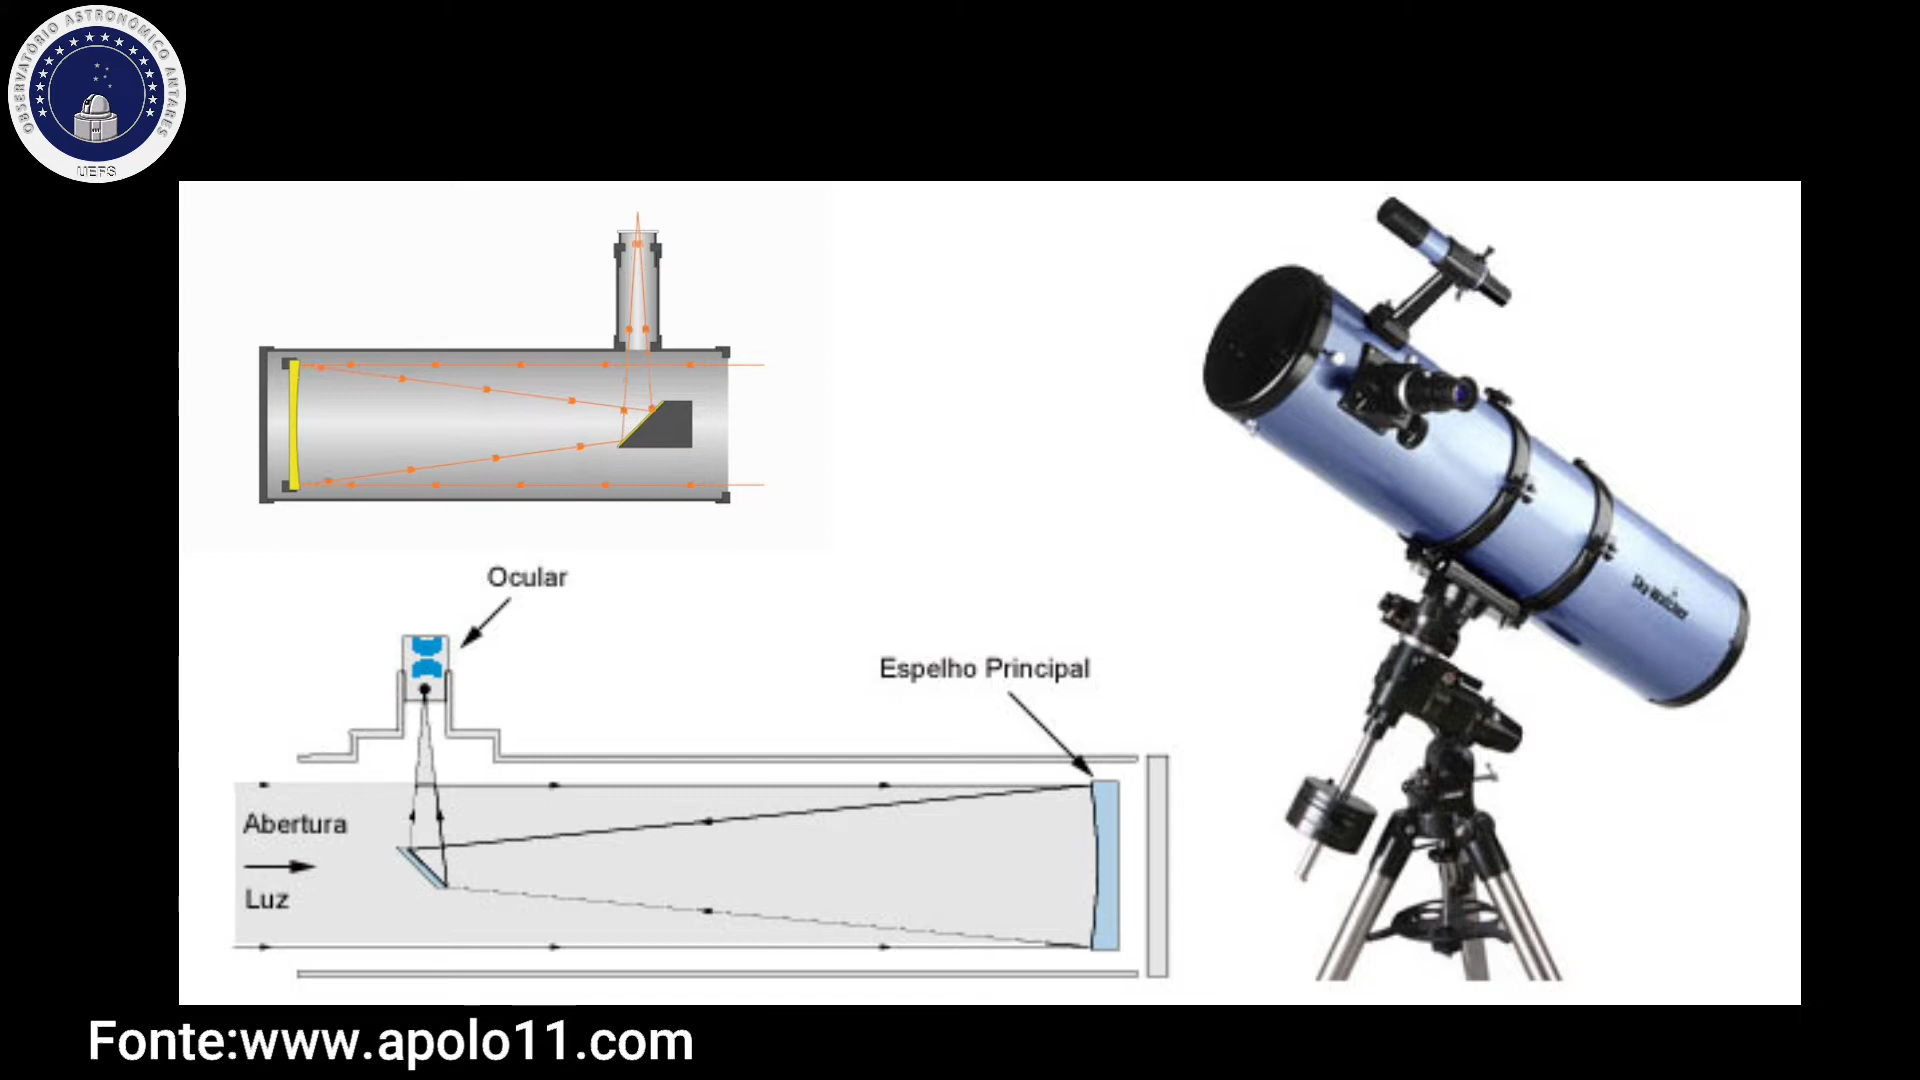 OBSERVATÓRIO ASTRONÔMICO ANTARES
UEFS
Ocular
Espelho Principal
Abertura
Luz
Sky Watcher
Fonte:www.apolo11.com